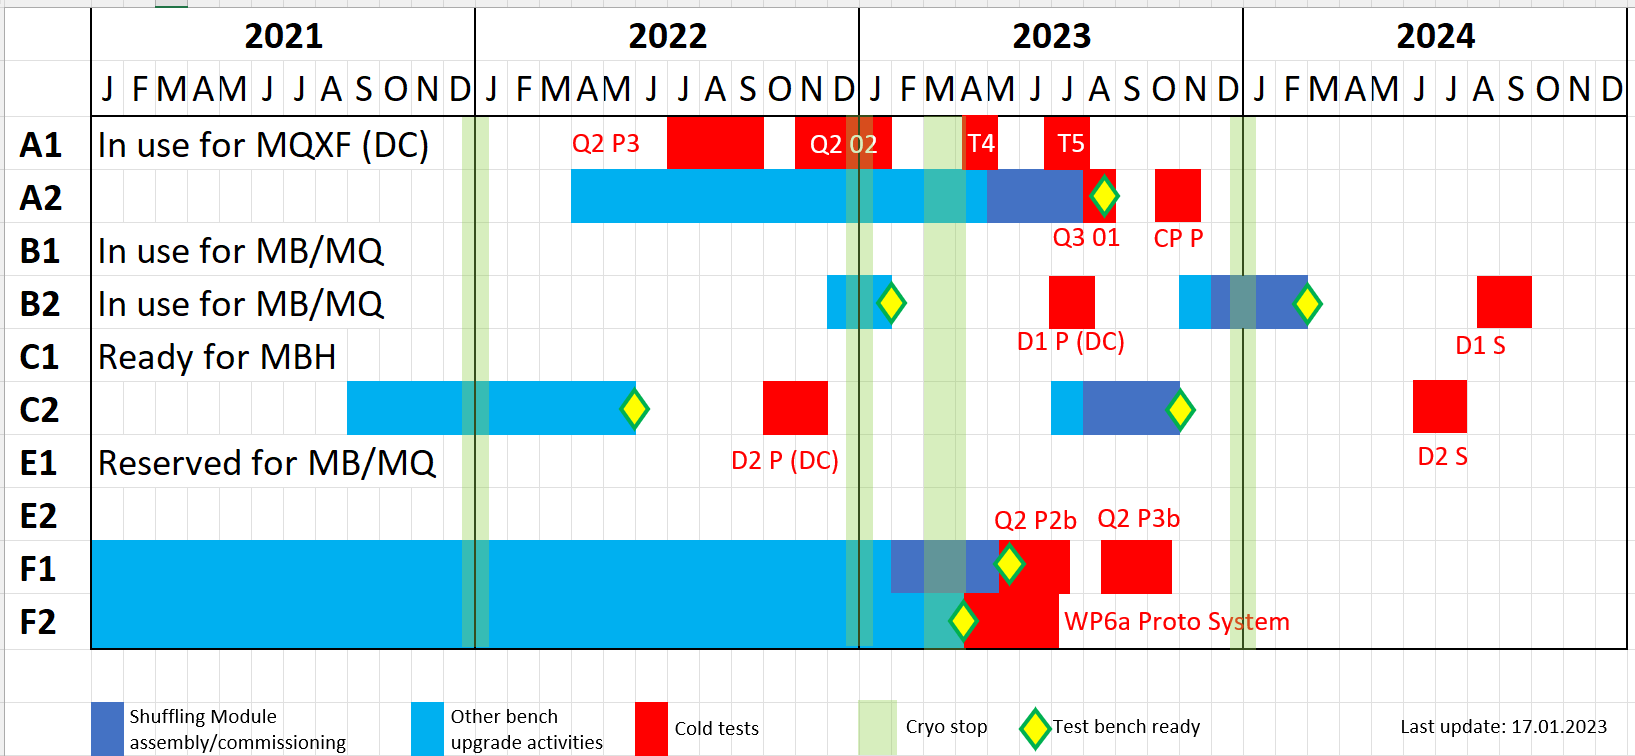 2021 2022 2023 2024
J F M A M J J A S O N D J F M A M J J A S O N D J F M A M J J A S O N D J F M A M J J A S O N D
A1 In use for MQXF (DC) Q2 P3 Q2 02 T4 T5
A2
Q3 01 CP P
B1 In use for MB/MQ
B2 In use for MB/MQ
D1 P (DC) D1 S
C1 Ready for MBH
C2
D2 P (DC) D2 S
E1 Reserved for MB/MQ
E2
Q2 P2b Q2 P3b
F1
F2 WP6a Proto System
Shuffling Module
assembly/commissioning
Other bench
upgrade activities
Cold tests
Cryo stop
Test bench ready
Last update: 17.01.2023